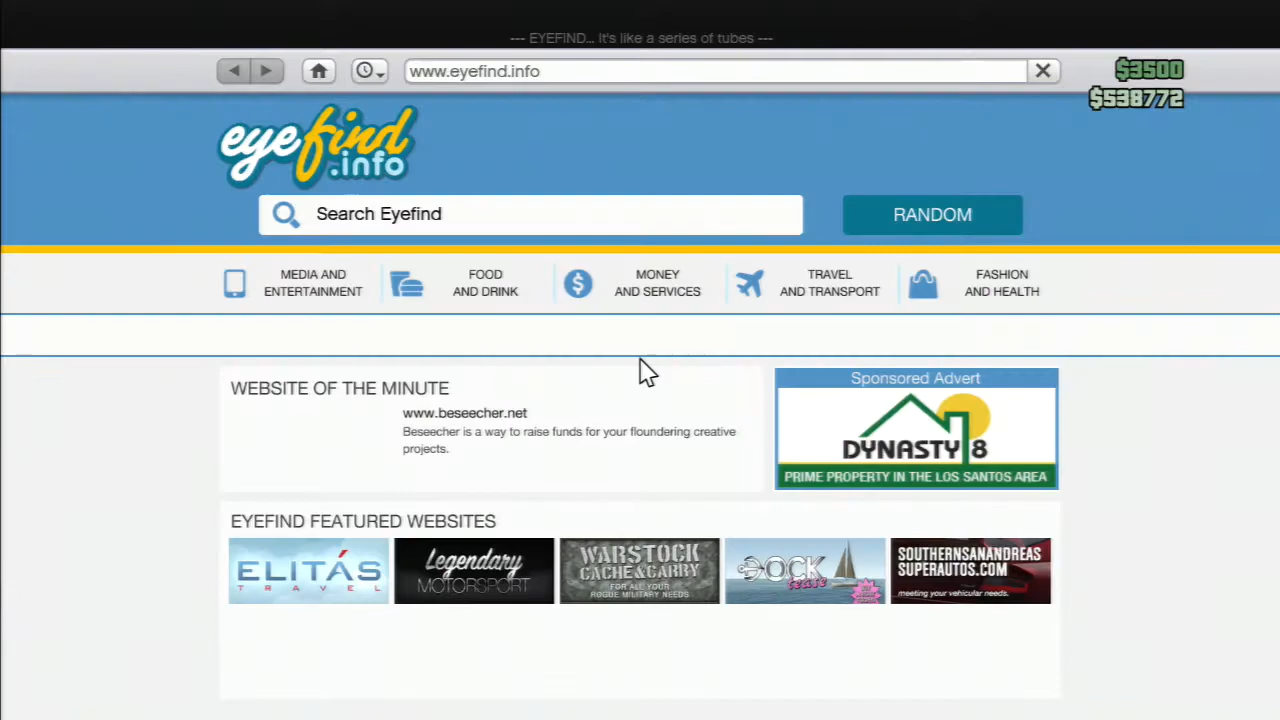 --- EYEFIND... It's like a series of tubes ---
www.eyefind.info
$3500
$538772
eyefind
.info
Search Eyefind
RANDOM
MEDIA AND
ENTERTAINMENT
FOOD
AND DRINK
MONEY
AND SERVICES
TRAVEL
AND TRANSPORT
FASHION
AND HEALTH
WEBSITE OF THE MINUTE
www.beseecher.net
Beseecher is a way to raise funds for your floundering creative
projects.
Sponsored Advert
DYNASTY 8
PRIME PROPERTY IN THE LOS SANTOS AREA
EYEFIND FEATURED WEBSITES
ELITÁS
TRAVEL
Legendary
MOTORSPORT
WARSTOCK
CACHE & CARRY
FOR ALL YOUR
ROGUE MILITARY NEEDS
DOCK
tease
SOUTHERNSANANDREAS
SUPERAUTOS.COM
meeting your vehicular needs.